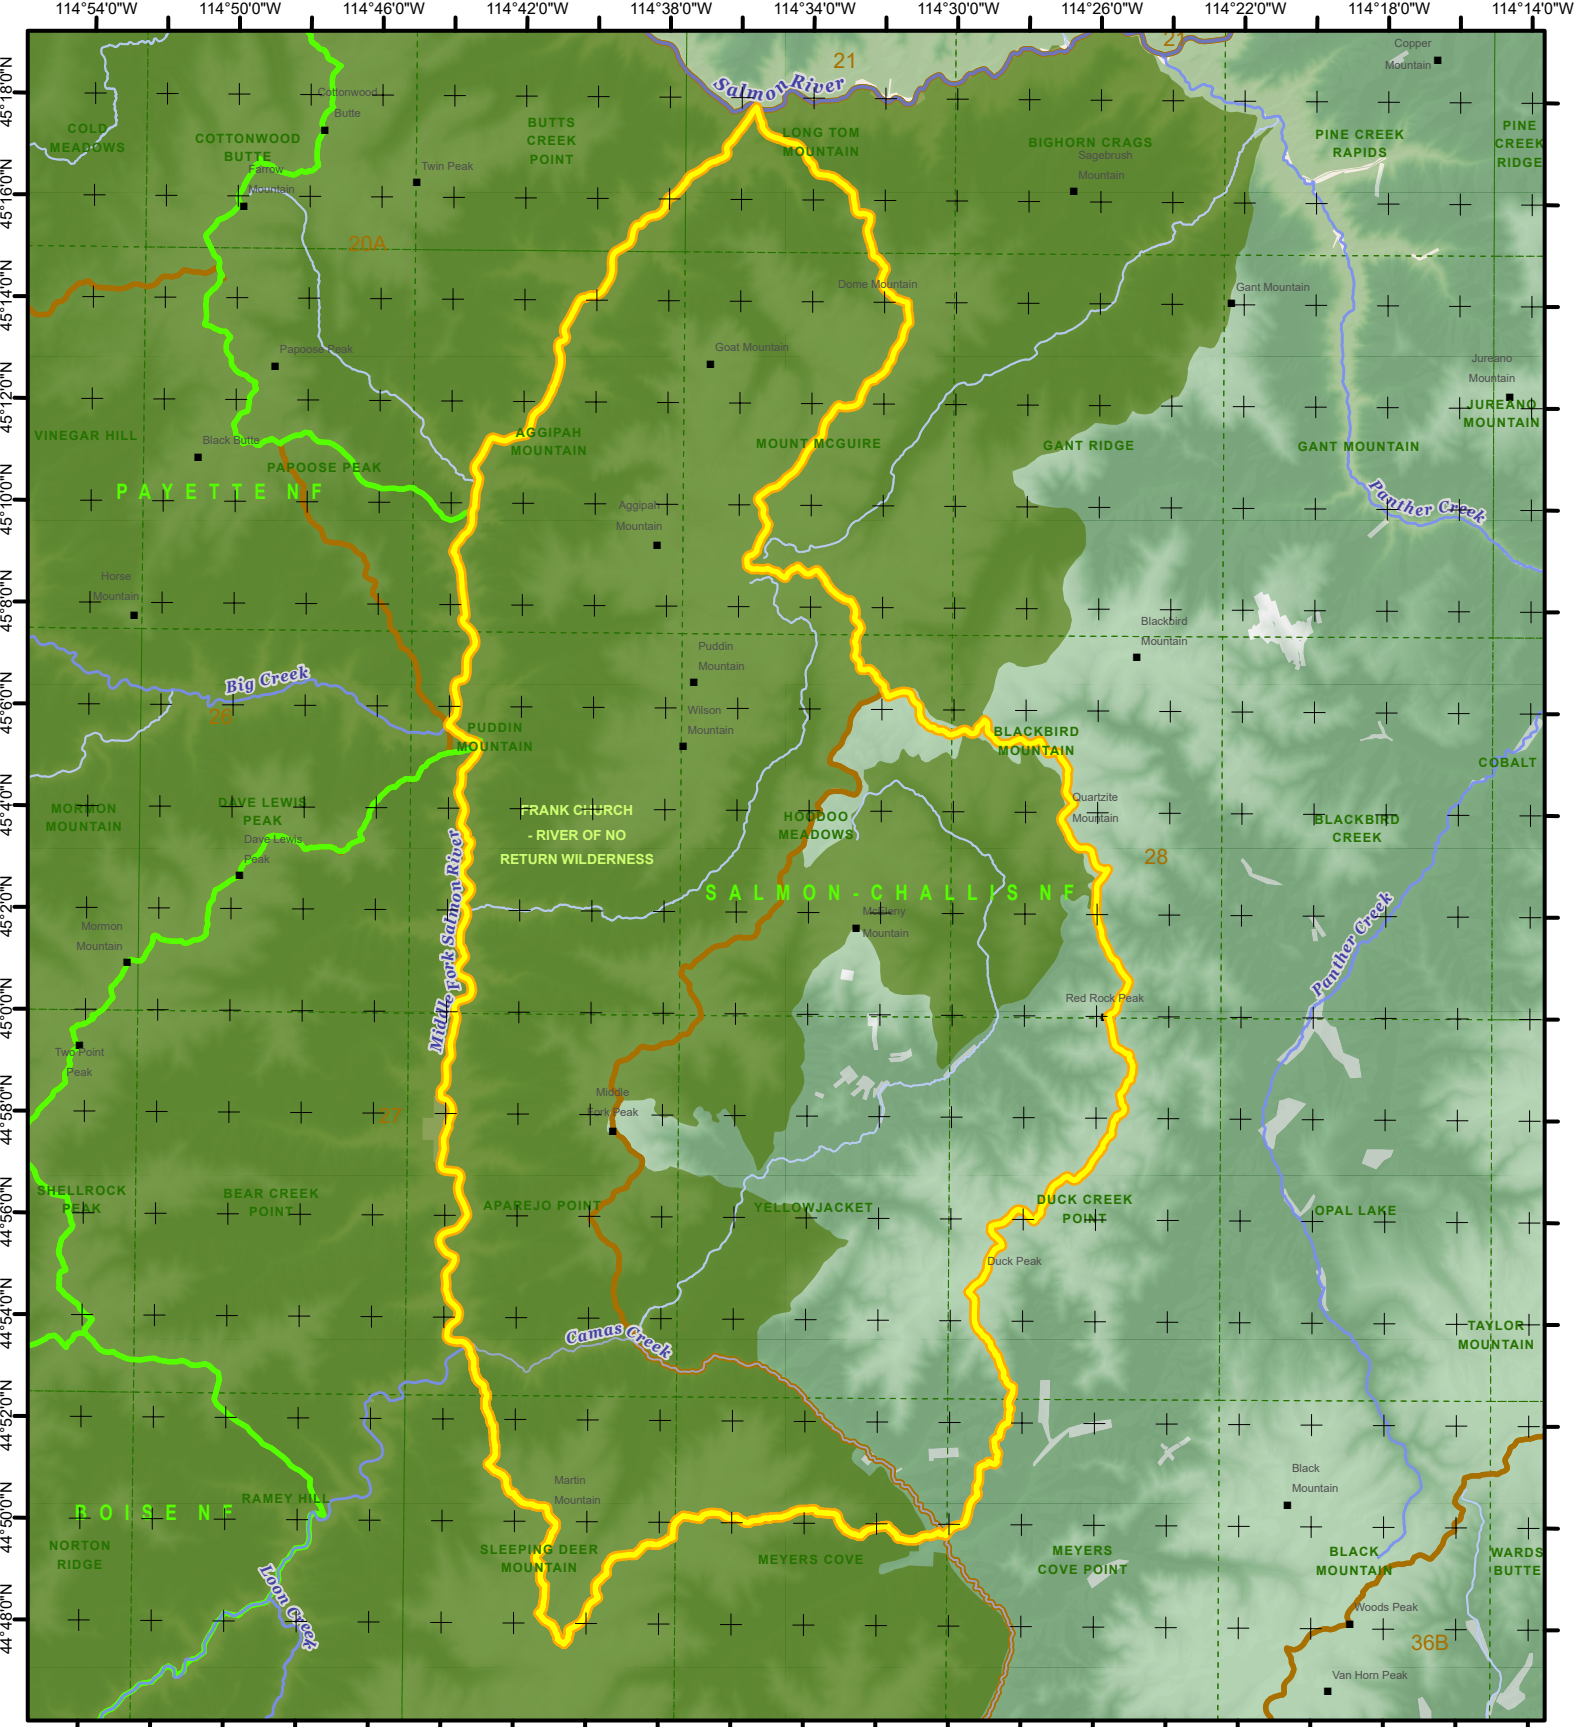 114°54'0"W
114°50'0"W
114°46'0"W
114°42'0"W
114°38'0"W
114°34'0"W
114°30'0"W
114°26'0"W
114°22'0"W
114°18'0"W
114°14'0"W
45°18'0"N
45°16'0"N
45°14'0"N
45°12'0"N
45°10'0"N
45°8'0"N
45°6'0"N
45°4'0"N
45°2'0"N
45°0'0"N
44°58'0"N
44°56'0"N
44°54'0"N
44°52'0"N
44°50'0"N
44°48'0"N
21
21
Copper
Mountain
Salmon River
Cottonwood
Butte
COLD
MEADOWS
COTTONWOOD
BUTTE
BUTTS
CREEK
POINT
LONG TOM
MOUNTAIN
BIGHORN CRAGS
PINE CREEK
RAPIDS
PINE
CREEK
RIDGE
Farrow
Mountain
Twin Peak
Sagebrush
Mountain
20A
Dome Mountain
Gant Mountain
Papoose Peak
Goat Mountain
Jureano
Mountain
JUREANO
MOUNTAIN
VINEGAR HILL
Black Butte
AGGIPAH
MOUNTAIN
MOUNT MCGUIRE
GANT RIDGE
GANT MOUNTAIN
PAPOOSE PEAK
PAYETTE NF
Panther Creek
Aggipah
Mountain
Horse
Mountain
Blackbird
Mountain
Puddin
Mountain
Big Creek
26
Wilson
Mountain
PUDDIN
MOUNTAIN
BLACKBIRD
MOUNTAIN
COBALT
MORMON
MOUNTAIN
DAVE LEWIS
PEAK
FRANK CHURCH
- RIVER OF NO
RETURN WILDERNESS
HOODOO
MEADOWS
Quartzite
Mountain
BLACKBIRD
CREEK
Dave Lewis
Peak
28
Middle Fork Salmon River
SALMON-CHALLIS NF
McEleny
Mountain
Panther Creek
Mormon
Mountain
Red Rock Peak
Two Point
Peak
27
Middle
Fork Peak
SHELLROCK
PEAK
BEAR CREEK
POINT
APAREJO POINT
YELLOWJACKET
DUCK CREEK
POINT
OPAL LAKE
Duck Peak
Camas Creek
TAYLOR
MOUNTAIN
Martin
Mountain
Black
Mountain
RAMEY HILL
BOISE NF
NORTON
RIDGE
SLEEPING DEER
MOUNTAIN
MEYERS COVE
MEYERS
COVE POINT
BLACK
MOUNTAIN
WARDS
BUTTE
Loon Creek
Woods Peak
36B
Van Horn Peak